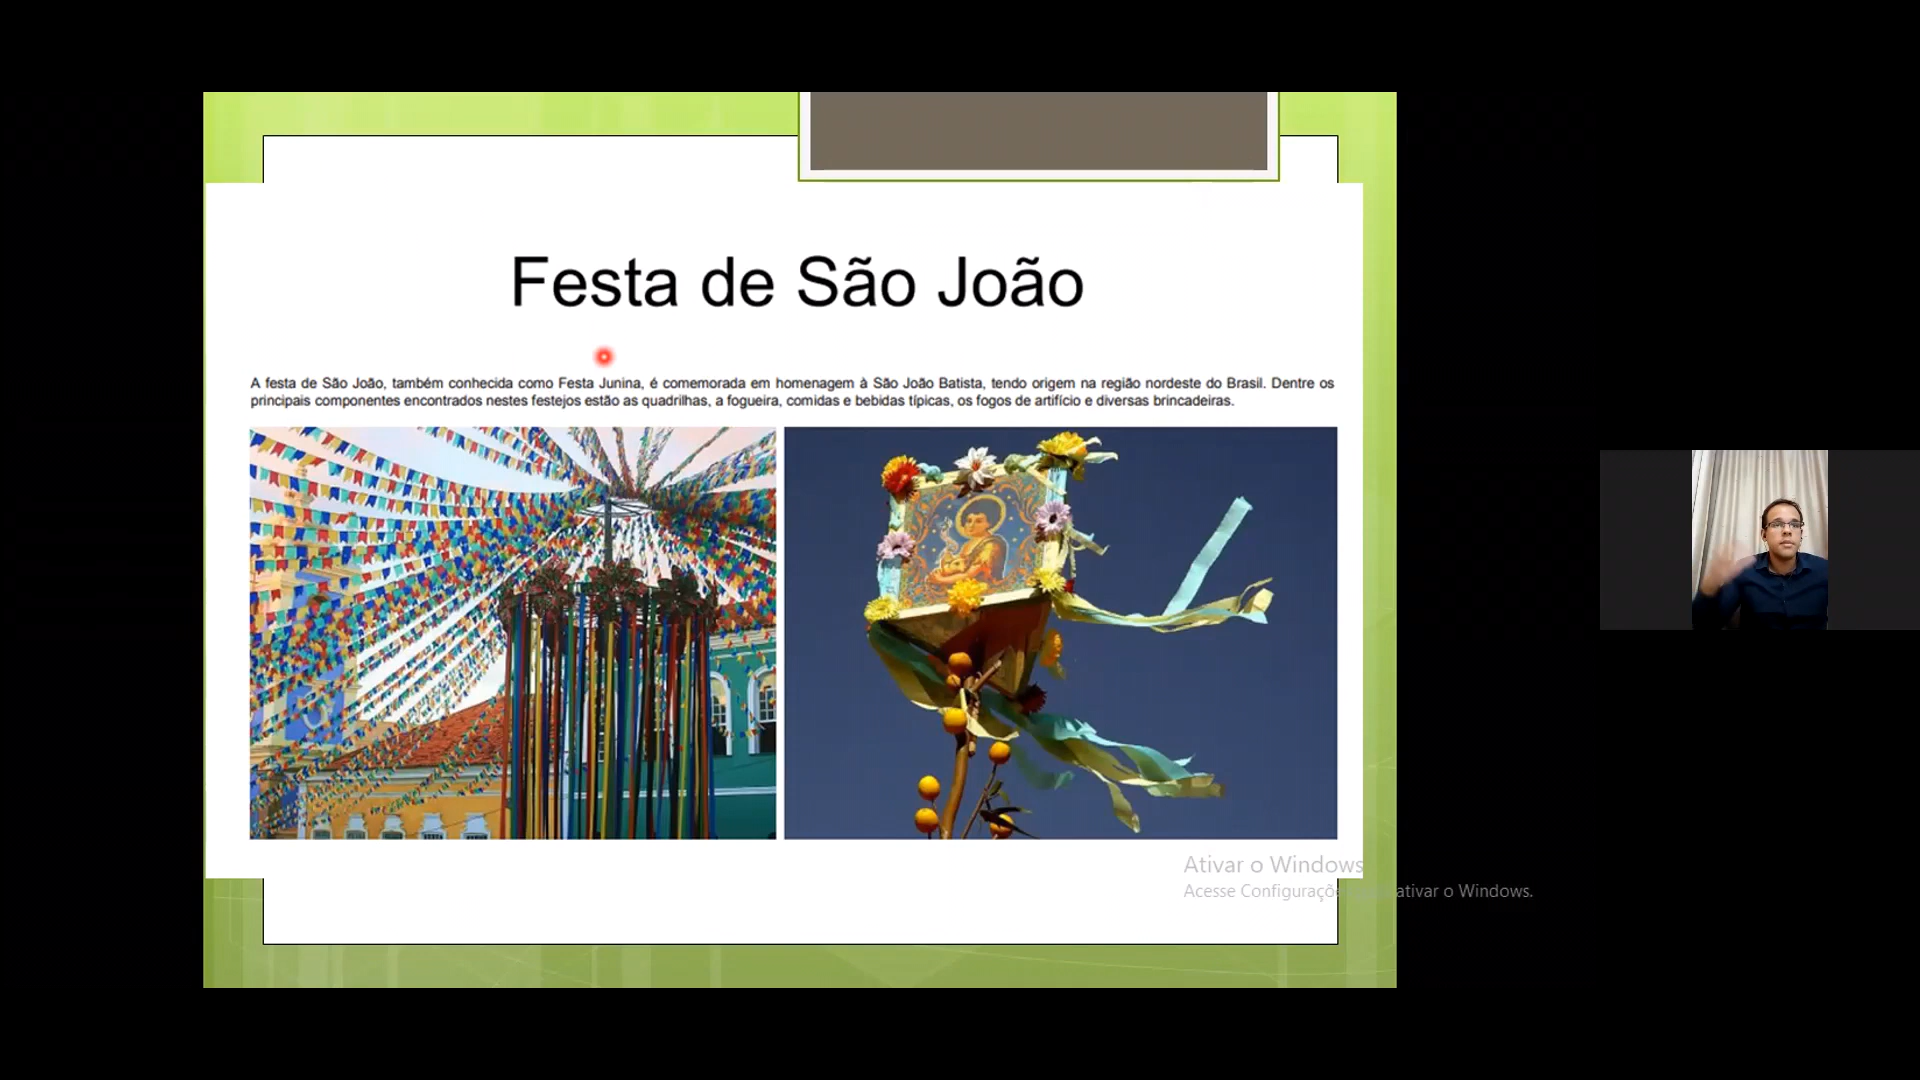 Festa de São João
A festa de São João, também conhecida como Festa Junina, é comemorada em homenagem à São João Batista, tendo origem na região nordeste do Brasil. Dentre os
principais componentes encontrados nestes festejos estão as quadrilhas, a fogueira, comidas e bebidas típicas, os fogos de artifício e diversas brincadeiras.
Ativar o Windows
Acesse ativar o Windows.